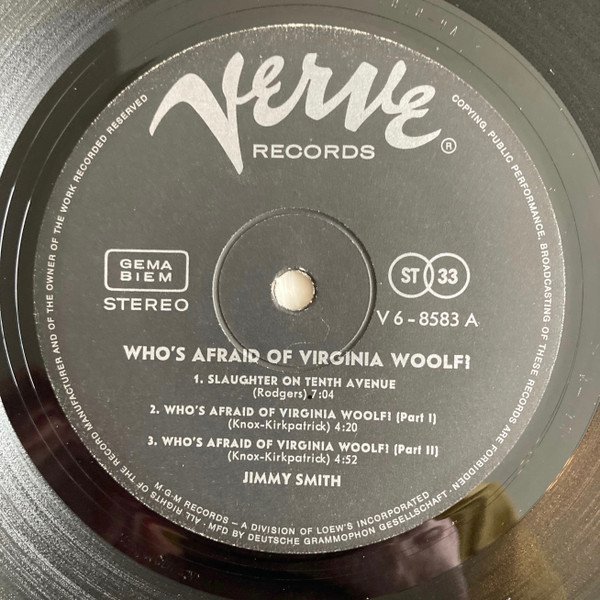 Verve
RECORDS
®
GEMA
BIEM
STEREO
ST 33
V 6-8583 A
WHO'S AFRAID OF VIRGINIA WOOLF?
1. SLAUGHTER ON TENTH AVENUE
(Rodgers) 7:04
2. WHO'S AFRAID OF VIRGINIA WOOLF? (Part I)
(Knox-Kirkpatrick) 4:20
3. WHO'S AFRAID OF VIRGINIA WOOLF? (Part II)
(Knox-Kirkpatrick) 4:52
JIMMY SMITH
M·G·M RECORDS – A DIVISION OF LOEW'S INCORPORATED
ALL RIGHTS OF THE RECORD MANUFACTURER AND OF THE OWNER OF THE WORK RECORDED RESERVED
COPYING, PUBLIC PERFORMANCE, BROADCASTING OF THESE RECORDS ARE FORBIDDEN ·
MFD BY DEUTSCHE GRAMMOPHON GESELLSCHAFT ·